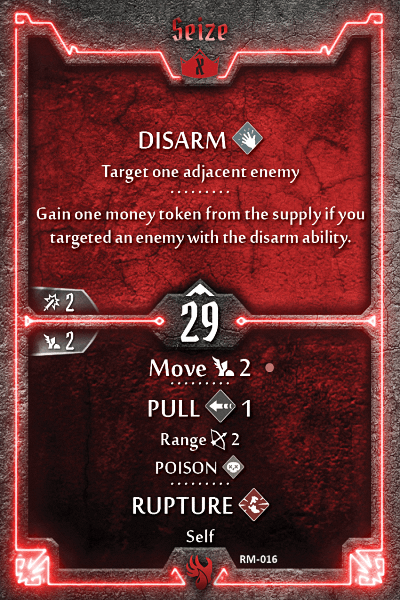 Seize
א
DISARM
Target one adjacent enemy
Gain one money token from the supply if you
targeted an enemy with the disarm ability.
2
29
2
Move 2
PULL 1
Range 2
POISON
RUPTURE
Self
RM-016